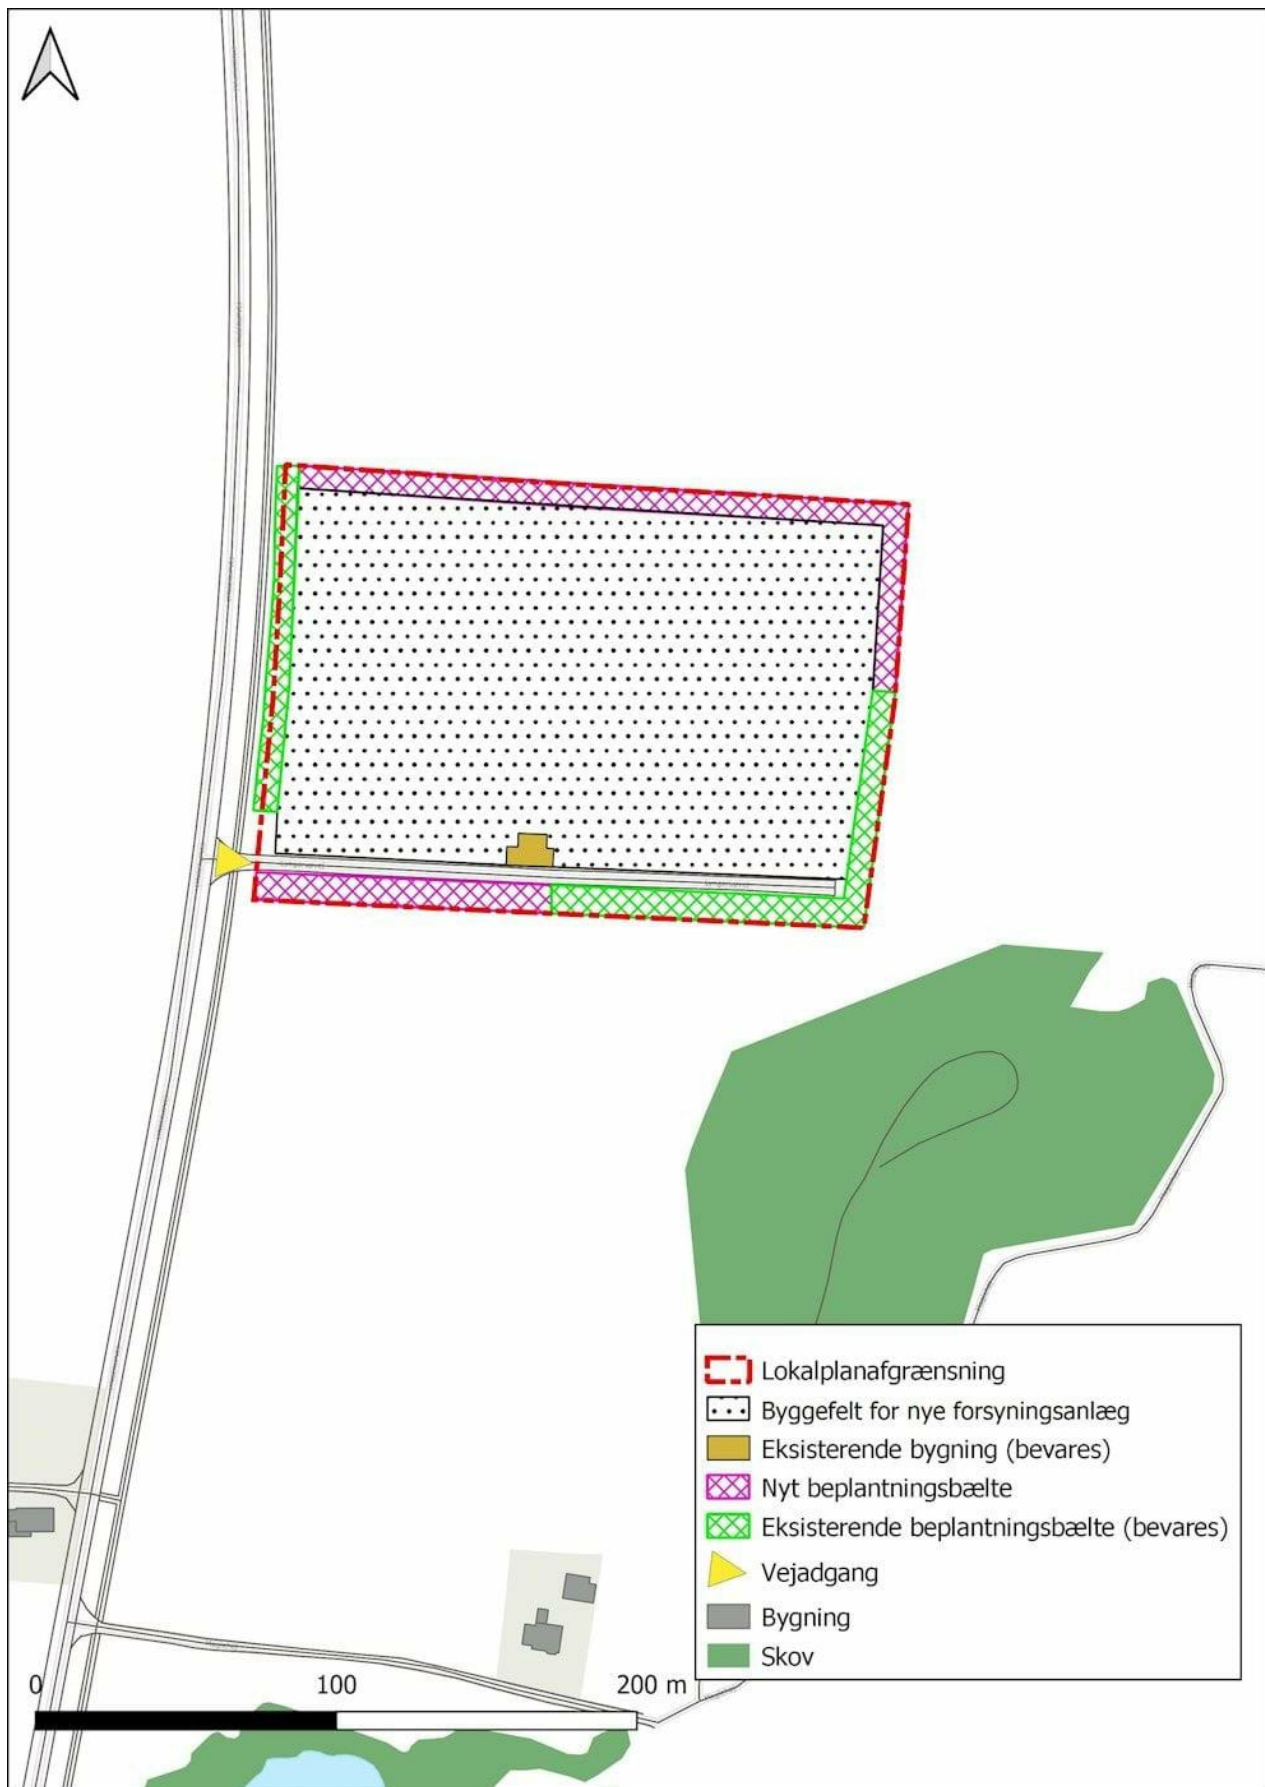 Lokalplanafgrænsning
Byggefelt for nye forsyningsanlæg
Eksisterende bygning (bevares)
Nyt beplantningsbælte
Eksisterende beplantningsbælte (bevares)
Vejadgang
Bygning
Skov
0 100 200 m